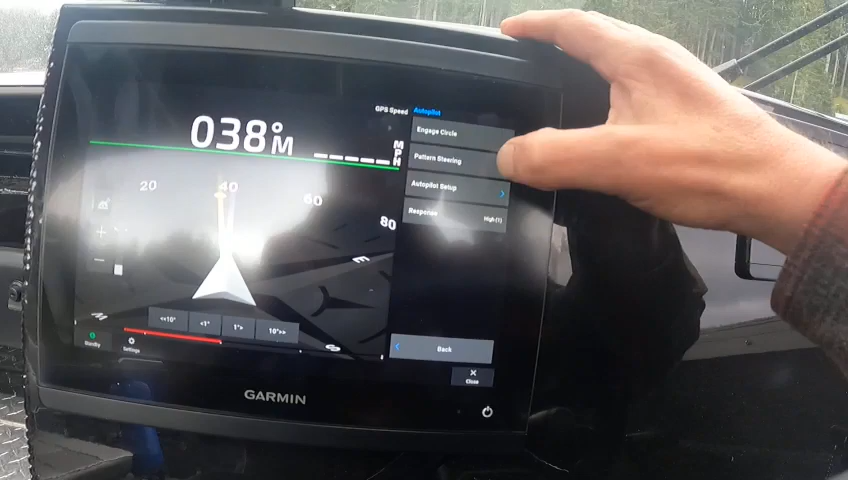 GPS Speed
Autopilot
038°M
MPH
Engage Circle
Pattern Steering
Autopilot Setup
Response High (1)
20 40 60 80
E
<<10° <1° 1°> 10°>>
Standby
Settings
Back
Close
GARMIN